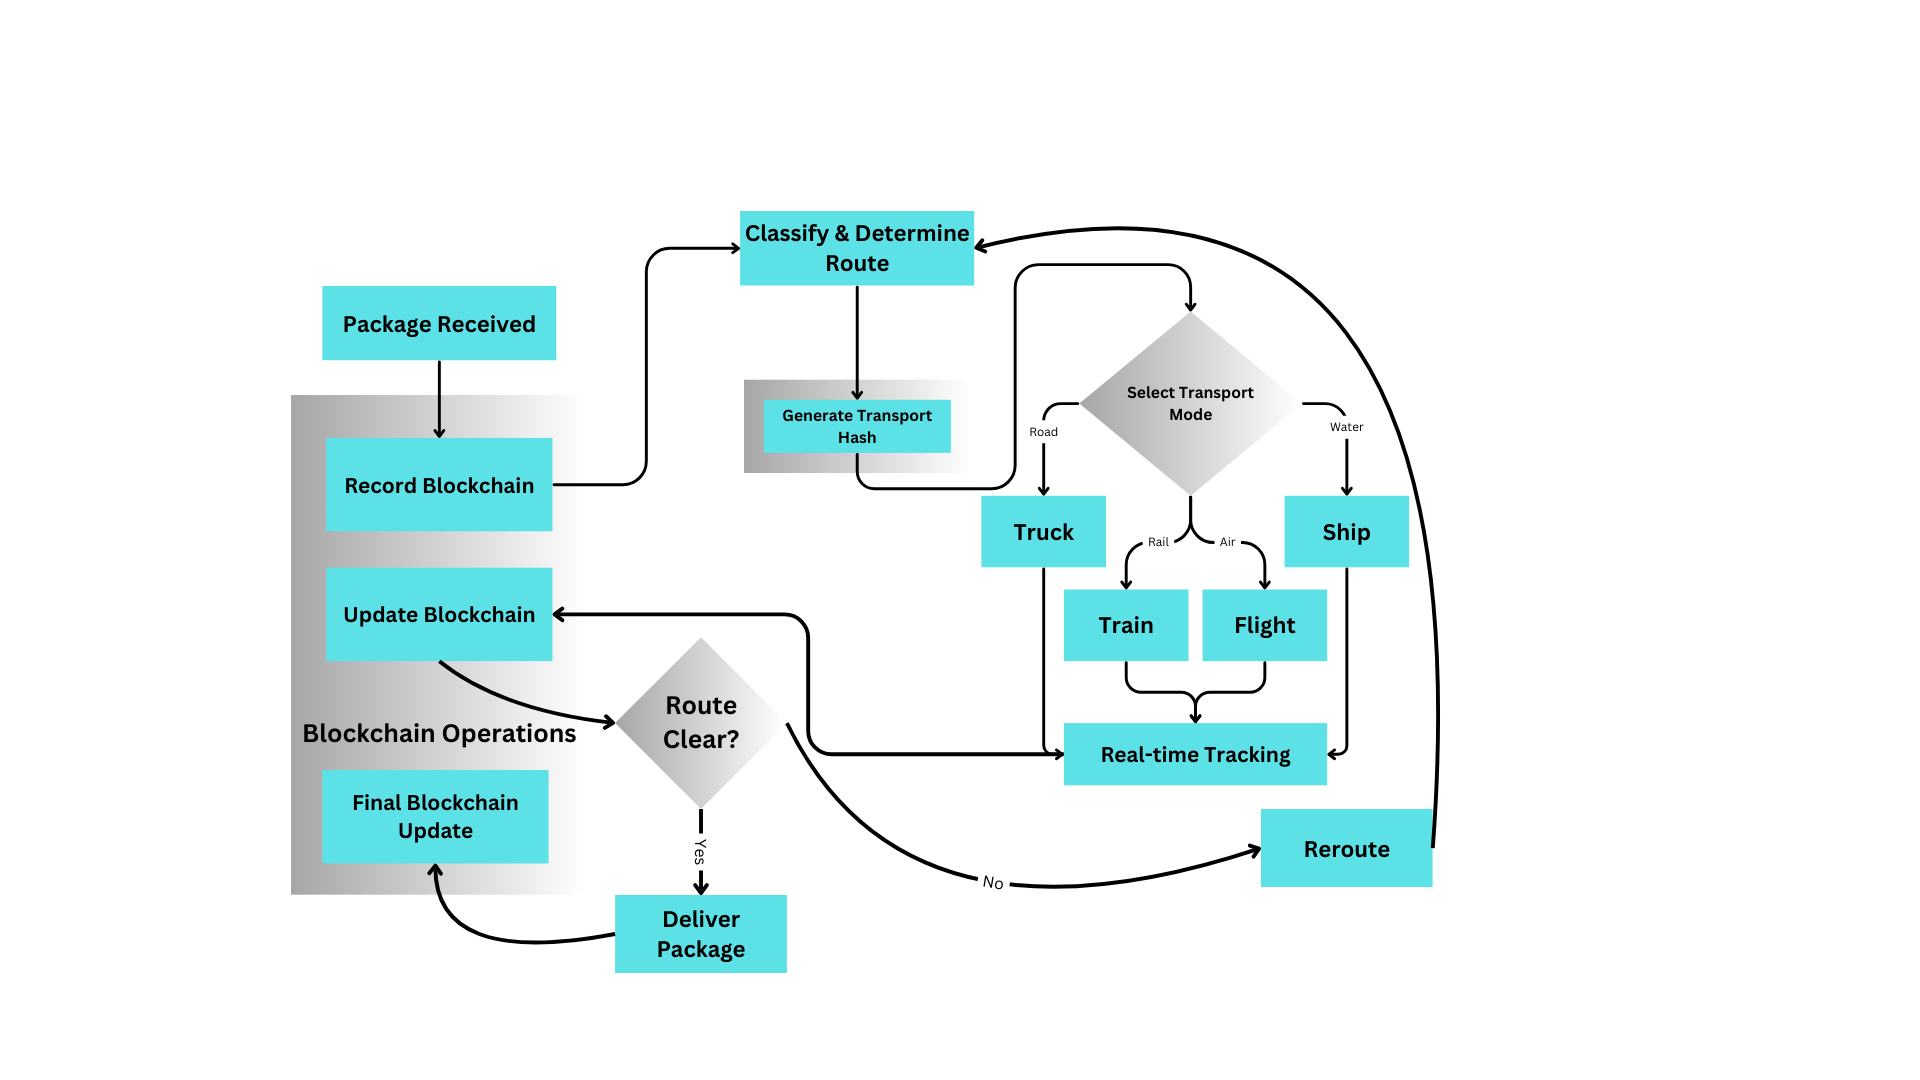 Package Received
Record Blockchain
Update Blockchain
Blockchain Operations
Final Blockchain
Update
Classify & Determine
Route
Generate Transport
Hash
Select Transport
Mode
Road
Water
Truck
Ship
Rail
Air
Train
Flight
Real-time Tracking
Route
Clear?
Yes
No
Deliver
Package
Reroute